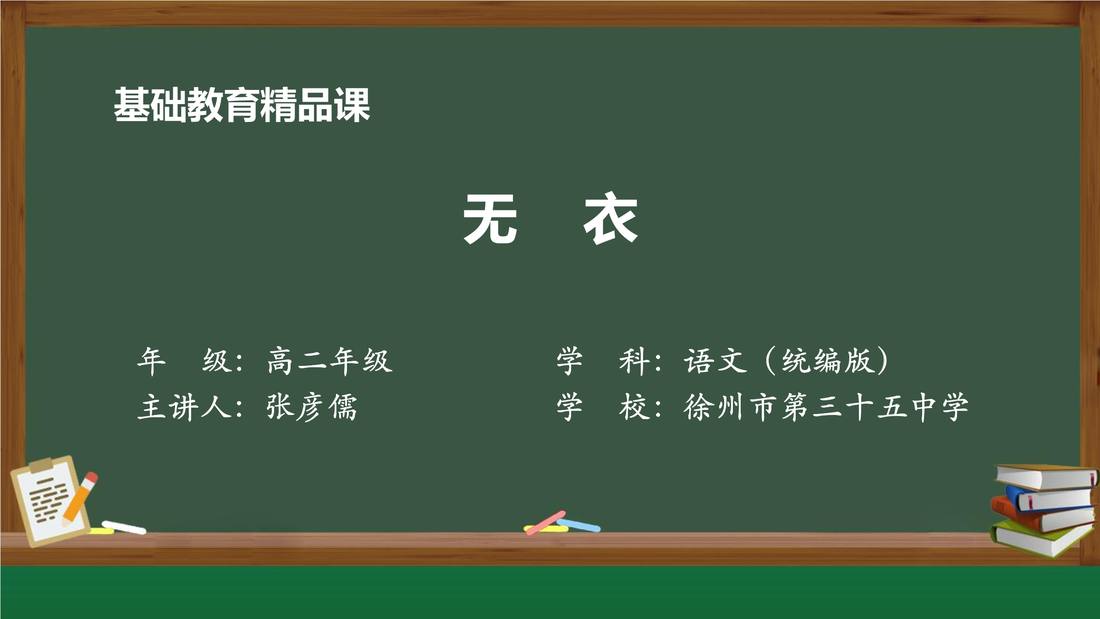 基础教育精品课
无 衣
年 级：高二年级 学 科：语文（统编版）
主讲人：张彦儒 学 校：徐州市第三十五中学